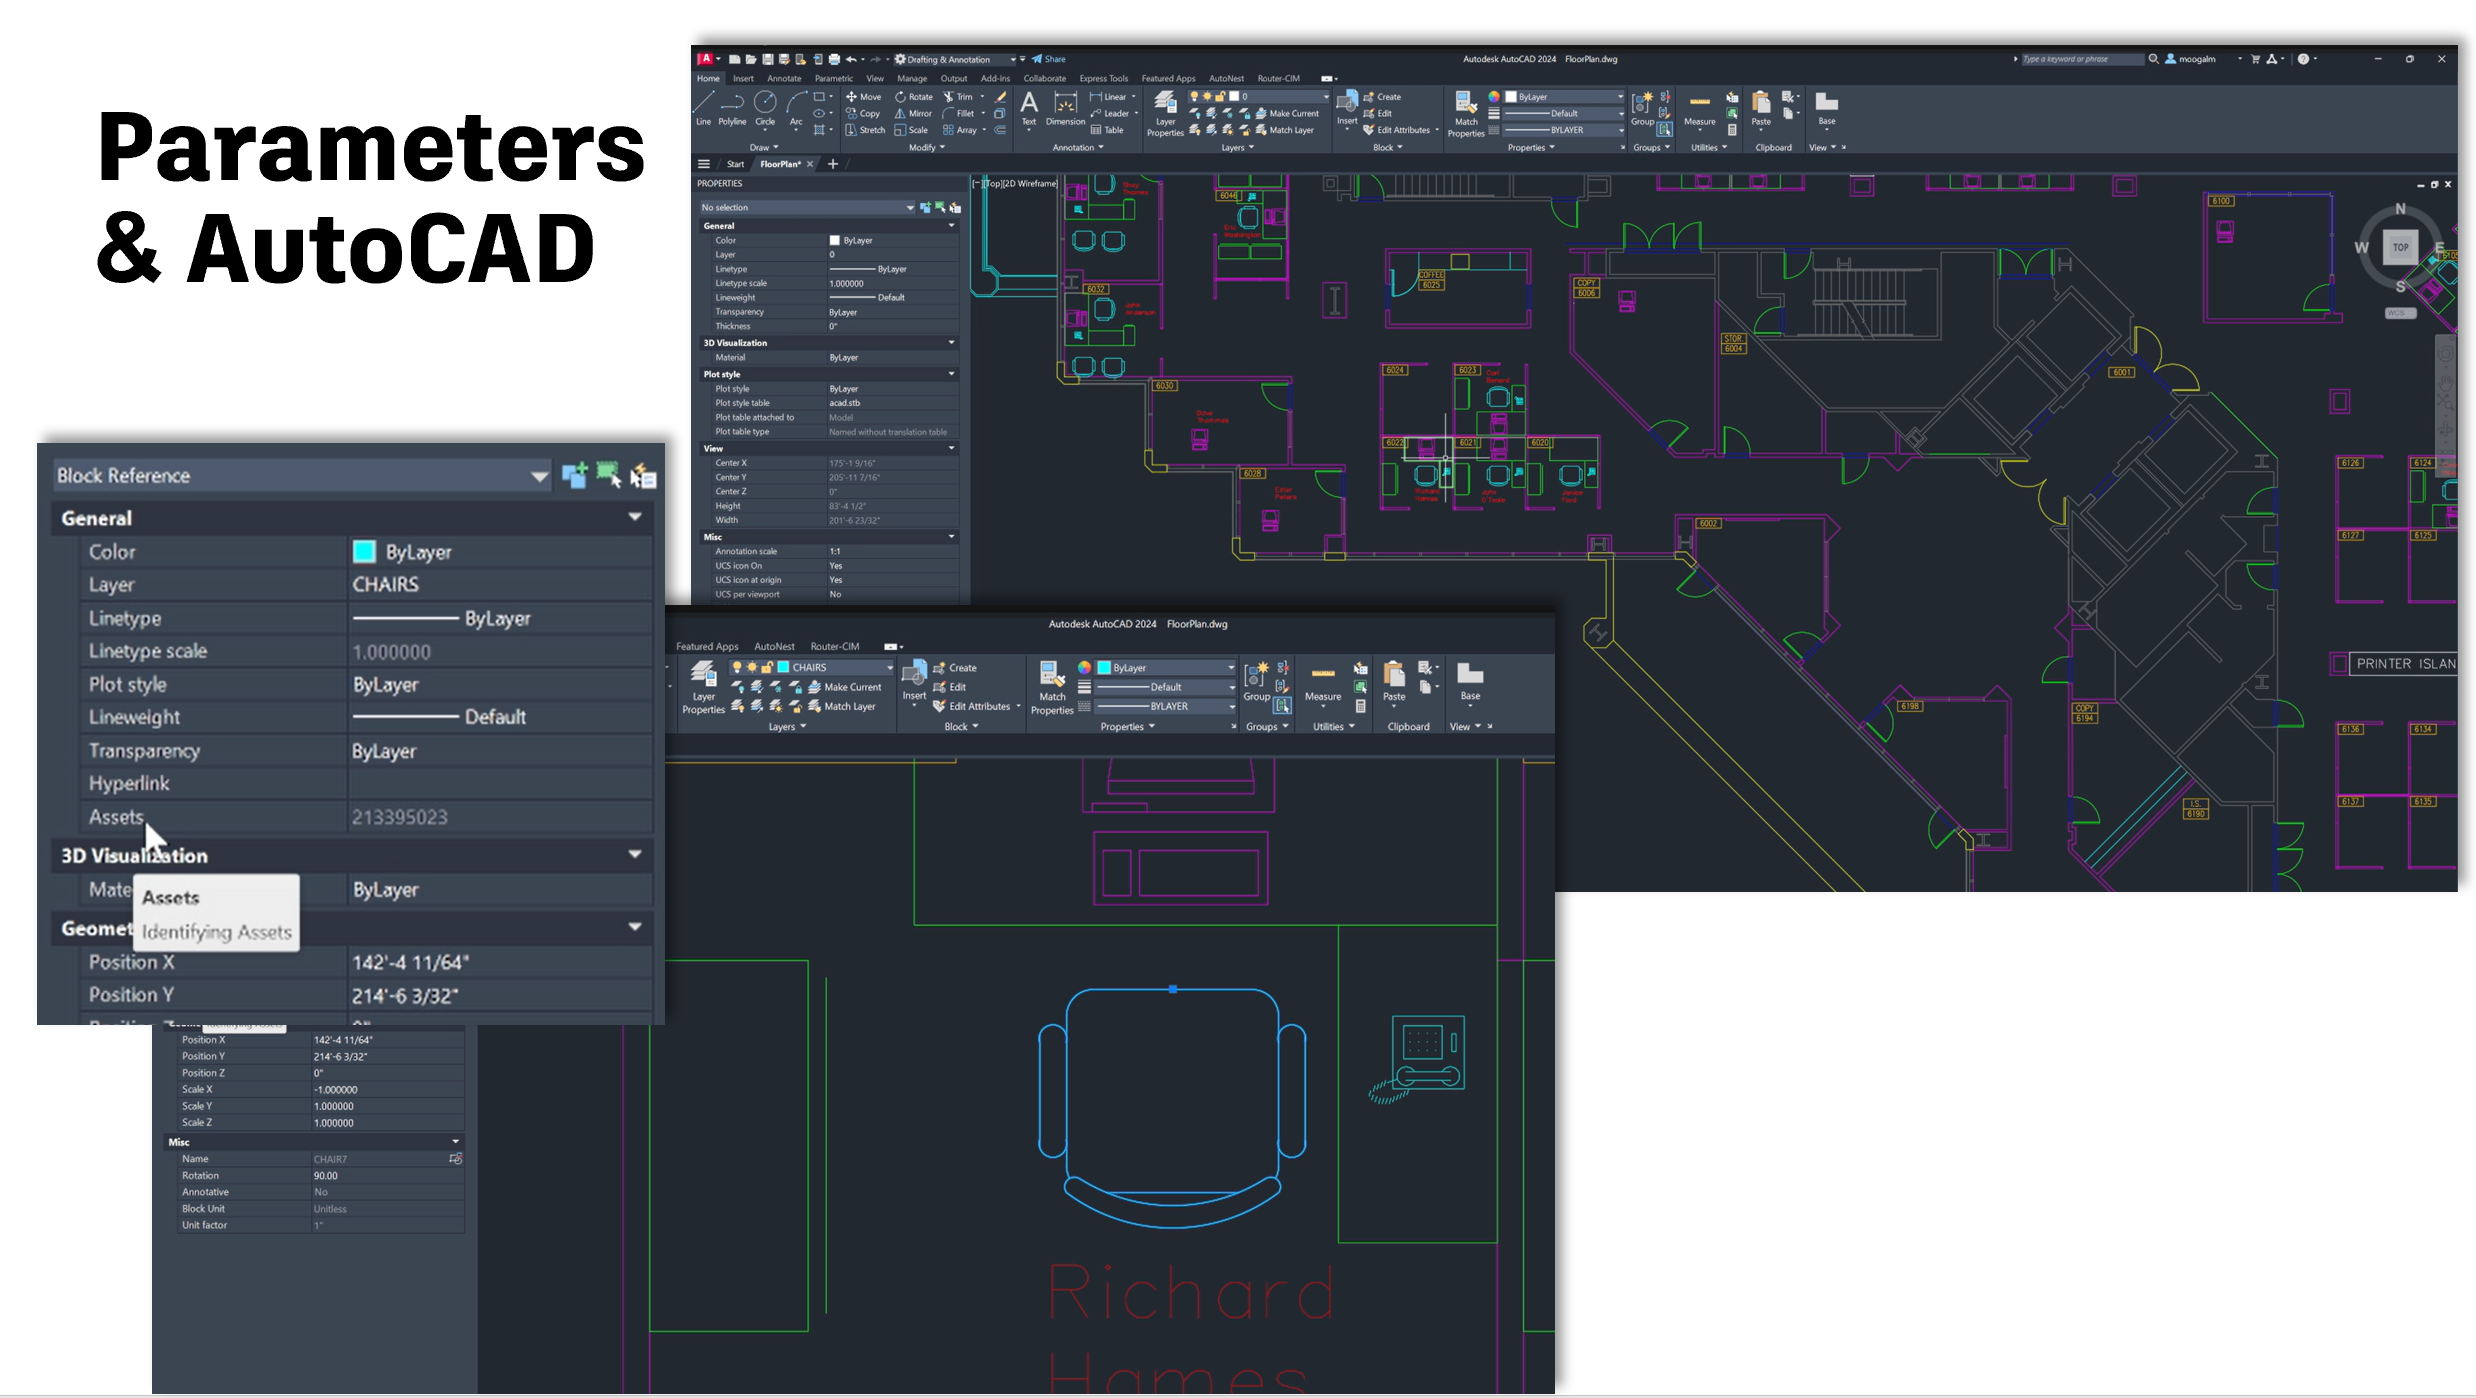 Parameters
& AutoCAD
Drafting & Annotation
Share
Autodesk AutoCAD 2024 FloorPlan.dwg
Type a keyword or phrase
moogalm
Home Insert Annotate Parametric View Manage Output Add-ins Collaborate Express Tools Featured Apps AutoNest Router-CIM
Line Polyline Circle Arc
Move Rotate Trim
Copy Mirror Fillet
Stretch Scale Array
Text Dimension
Linear
Leader
Table
Layer Properties
0
Make Current
Match Layer
Insert
Create
Edit
Edit Attributes
Match Properties
ByLayer
Default
BYLAYER
Group
Measure
Paste
Base
Draw Modify Annotation Layers Block Properties Groups Utilities Clipboard View
Start FloorPlan*
PROPERTIES
No selection
General
Color ByLayer
Layer 0
Linetype ByLayer
Linetype scale 1.000000
Lineweight Default
Transparency ByLayer
Thickness 0"
3D Visualization
Material ByLayer
Plot style
Plot style ByLayer
Plot style table acad.stb
Plot table attached to Model
Plot table type Named without translation table
View
Center X 175'-1 9/16"
Center Y 205'-11 7/16"
Center Z 0"
Height 83'-4 1/2"
Width 201'-6 23/32"
Misc
Annotation scale 1:1
UCS icon On Yes
UCS icon at origin Yes
UCS per viewport No
[−][Top][2D Wireframe]
6046
6100
N
W TOP E
S
WCS
6032
John
Anderson
COFFEE
6025
COPY
6006
STOR.
6004
6001
6030
Dave
6024
6023
6022
6021
6020
6028
6002
6126
6124
6127
6125
PRINTER ISLAN
6198
COPY
6194
6136
6134
6137
6135
I.S.
6190
Block Reference
General
Color ByLayer
Layer CHAIRS
Linetype ByLayer
Linetype scale 1.000000
Plot style ByLayer
Lineweight Default
Transparency ByLayer
Hyperlink
Assets 213395023
3D Visualization
Mate ByLayer
Assets
Identifying Assets
Geomet
Position X 142'-4 11/64"
Position Y 214'-6 3/32"
Autodesk AutoCAD 2024 FloorPlan.dwg
Featured Apps AutoNest Router-CIM
Layer Properties
CHAIRS
Make Current
Match Layer
Insert
Create
Edit
Edit Attributes
Match Properties
ByLayer
Default
BYLAYER
Group
Measure
Paste
Base
Layers Block Properties Groups Utilities Clipboard View
Position X 142'-4 11/64"
Position Y 214'-6 3/32"
Position Z 0"
Scale X -1.000000
Scale Y 1.000000
Scale Z 1.000000
Misc
Name CHAIR7
Rotation 90.00
Annotative No
Block Unit Unitless
Unit factor 1"
Richard
Hames